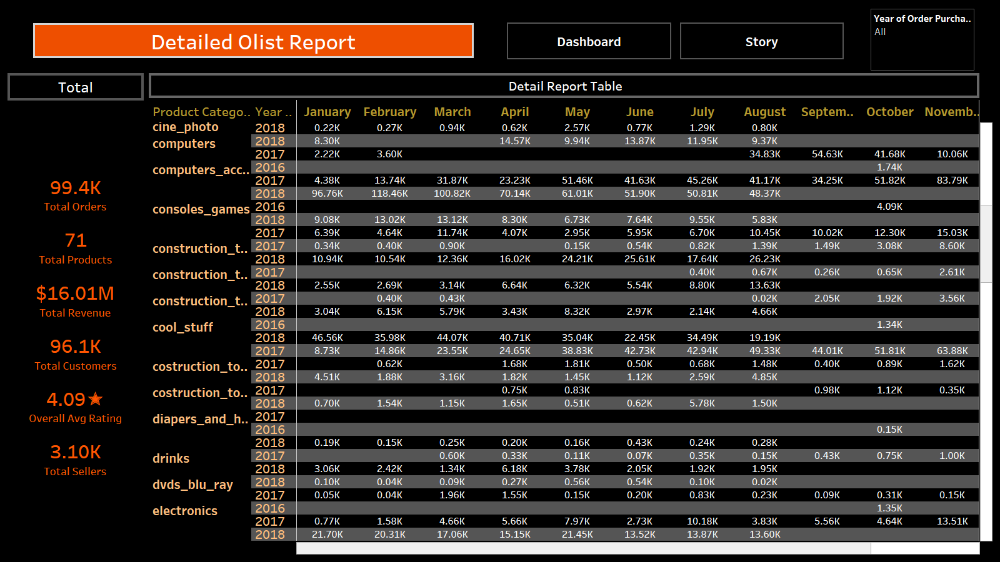 Detailed Olist Report
Dashboard
Story
Year of Order Purcha..
All
Total
99.4K
Total Orders
71
Total Products
$16.01M
Total Revenue
96.1K
Total Customers
4.09★
Overall Avg Rating
3.10K
Total Sellers
Detail Report Table
Product Catego.. Year .. January February March April May June July August Septem.. October Novemb..
cine_photo 2018 0.22K 0.27K 0.94K 0.62K 2.57K 0.77K 1.29K 0.80K
computers 2018 8.30K 14.57K 9.94K 13.87K 11.95K 9.37K
2017 2.22K 3.60K 34.83K 54.63K 41.68K 10.06K
computers_acc.. 2016 1.74K
2017 4.38K 13.74K 31.87K 23.23K 51.46K 41.63K 45.26K 41.17K 34.25K 51.82K 83.79K
2018 96.76K 118.46K 100.82K 70.14K 61.01K 51.90K 50.81K 48.37K
consoles_games 2016 4.09K
2018 9.08K 13.02K 13.12K 8.30K 6.73K 7.64K 9.55K 5.83K
2017 6.39K 4.64K 11.74K 4.07K 2.95K 5.95K 6.70K 10.45K 10.02K 12.30K 15.03K
construction_t.. 2017 0.34K 0.40K 0.90K 0.15K 0.54K 0.82K 1.39K 1.49K 3.08K 8.60K
2018 10.94K 10.54K 12.36K 16.02K 24.21K 25.61K 17.64K 26.23K
construction_t.. 2017 0.40K 0.67K 0.26K 0.65K 2.61K
2018 2.55K 2.69K 3.14K 6.64K 6.32K 5.54K 8.80K 13.63K
construction_t.. 2017 0.40K 0.43K 0.02K 2.05K 1.92K 3.56K
2018 3.04K 6.15K 5.79K 3.43K 8.32K 2.97K 2.14K 4.66K
cool_stuff 2016 1.34K
2018 46.56K 35.98K 44.07K 40.71K 35.04K 22.45K 34.49K 19.19K
2017 8.73K 14.86K 23.55K 24.65K 38.83K 42.73K 42.94K 49.33K 44.01K 51.81K 63.88K
costruction_to.. 2017 0.62K 1.68K 1.81K 0.50K 0.68K 1.48K 0.40K 0.89K 1.62K
2018 4.51K 1.88K 3.16K 1.82K 1.45K 1.12K 2.59K 4.85K
costruction_to.. 2017 0.75K 0.83K 0.98K 1.12K 0.35K
2018 0.70K 1.54K 1.15K 1.65K 0.51K 0.62K 5.78K 1.50K
diapers_and_h.. 2017
2016 0.15K
2018 0.19K 0.15K 0.25K 0.20K 0.16K 0.43K 0.24K 0.28K
drinks 2017 0.60K 0.33K 0.11K 0.07K 0.35K 0.15K 0.43K 0.75K 1.00K
2018 3.06K 2.42K 1.34K 6.18K 3.78K 2.05K 1.92K 1.95K
dvds_blu_ray 2018 0.10K 0.04K 0.09K 0.27K 0.56K 0.54K 0.10K 0.02K
2017 0.05K 0.04K 1.96K 1.55K 0.15K 0.20K 0.83K 0.23K 0.09K 0.31K 0.15K
electronics 2016 1.35K
2017 0.77K 1.58K 4.66K 5.66K 7.97K 2.73K 10.18K 3.83K 5.56K 4.64K 13.51K
2018 21.70K 20.31K 17.06K 15.15K 21.45K 13.52K 13.87K 13.60K